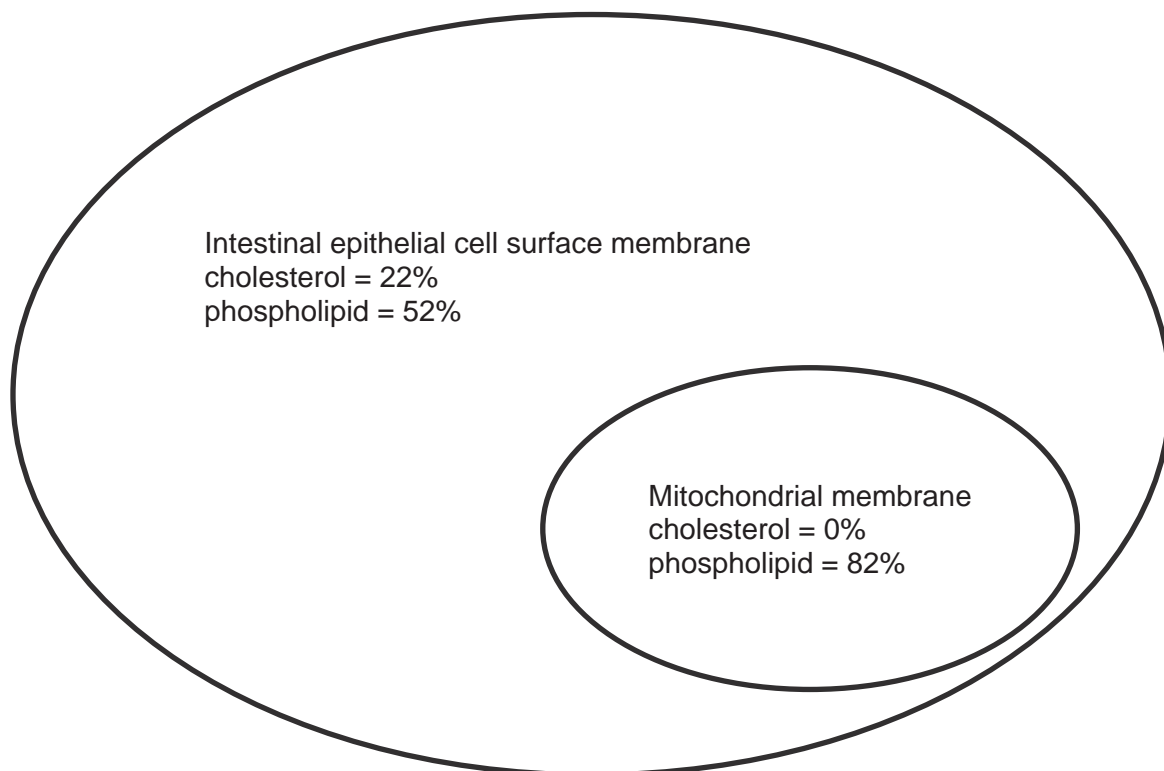 Intestinal epithelial cell surface membrane
cholesterol = 22%
phospholipid = 52%
Mitochondrial membrane
cholesterol = 0%
phospholipid = 82%